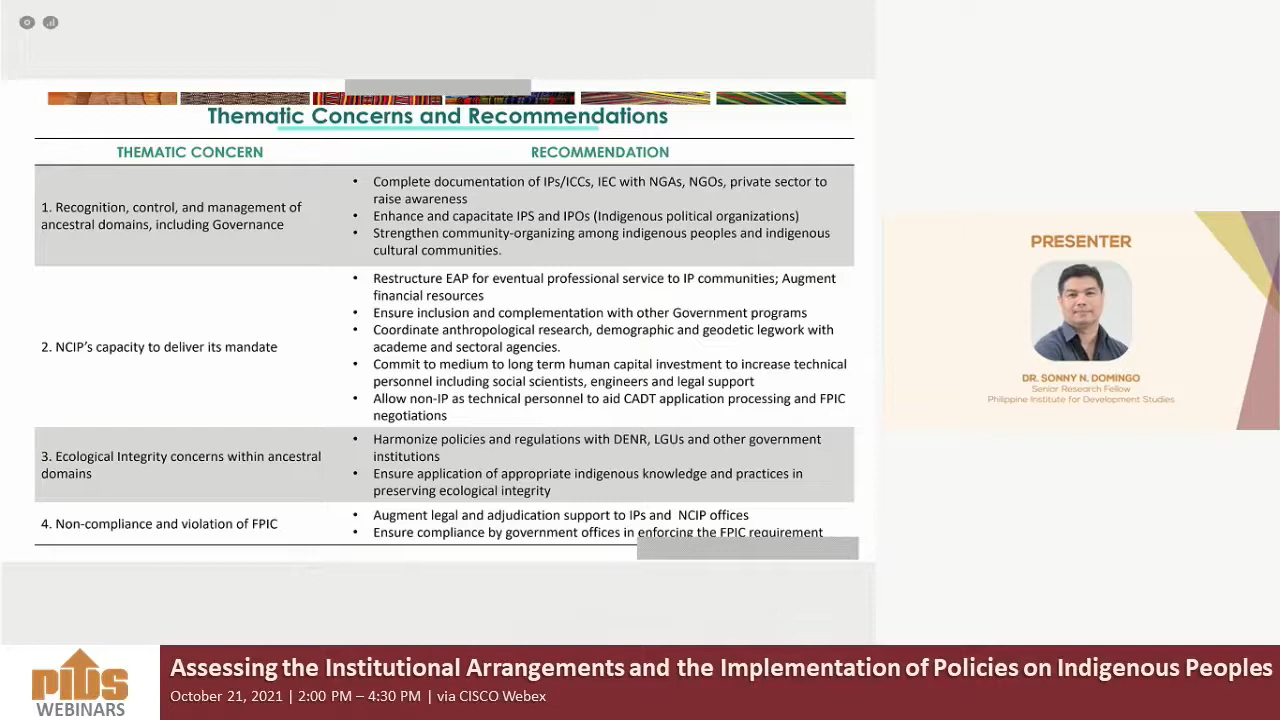 Thematic Concerns and Recommendations
THEMATIC CONCERN
RECOMMENDATION
1. Recognition, control, and management of
ancestral domains, including Governance
• Complete documentation of IPs/ICCs, IEC with NGAs, NGOs, private sector to
raise awareness
• Enhance and capacitate IPS and IPOs (Indigenous political organizations)
• Strengthen community-organizing among indigenous peoples and indigenous
cultural communities.
2. NCIP’s capacity to deliver its mandate
• Restructure EAP for eventual professional service to IP communities; Augment
financial resources
• Ensure inclusion and complementation with other Government programs
• Coordinate anthropological research, demographic and geodetic legwork with
academe and sectoral agencies.
• Commit to medium to long term human capital investment to increase technical
personnel including social scientists, engineers and legal support
• Allow non-IP as technical personnel to aid CADT application processing and FPIC
negotiations
3. Ecological Integrity concerns within ancestral
domains
• Harmonize policies and regulations with DENR, LGUs and other government
institutions
• Ensure application of appropriate indigenous knowledge and practices in
preserving ecological integrity
4. Non-compliance and violation of FPIC
• Augment legal and adjudication support to IPs and NCIP offices
• Ensure compliance by government offices in enforcing the FPIC requirement
PRESENTER
DR. SONNY N. DOMINGO
Senior Research Fellow
Philippine Institute for Development Studies
pids
WEBINARS
Assessing the Institutional Arrangements and the Implementation of Policies on Indigenous Peoples
October 21, 2021 | 2:00 PM – 4:30 PM | via CISCO Webex